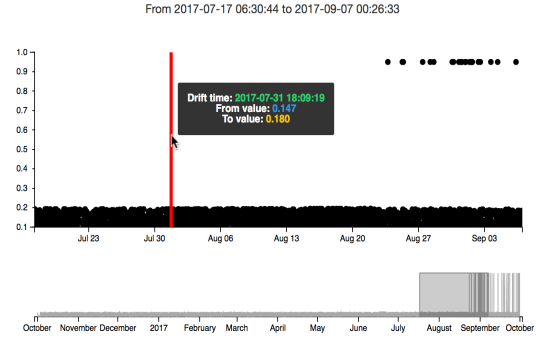 From 2017-07-17 06:30:44 to 2017-09-07 00:26:33
1.0
0.9
0.8
0.7
0.6
0.5
0.4
0.3
0.2
0.1
Drift time: 2017-07-31 18:09:19
From value: 0.147
To value: 0.180
Jul 23 Jul 30 Aug 06 Aug 13 Aug 20 Aug 27 Sep 03
October November December 2017 February March April May June July August September October